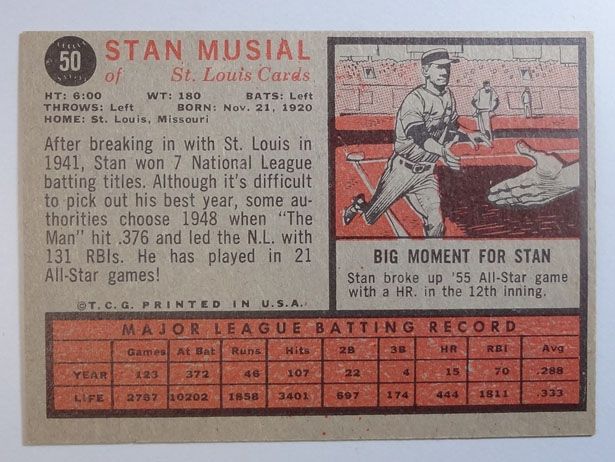 50
STAN MUSIAL
of St. Louis Cards
HT: 6:00 WT: 180 BATS: Left
THROWS: Left BORN: Nov. 21, 1920
HOME: St. Louis, Missouri
After breaking in with St. Louis in
1941, Stan won 7 National League
batting titles. Although it's difficult
to pick out his best year, some au-
thorities choose 1948 when "The
Man" hit .376 and led the N.L. with
131 RBIs. He has played in 21
All-Star games!
©T.C.G. PRINTED IN U.S.A.
BIG MOMENT FOR STAN
Stan broke up '55 All-Star game
with a HR. in the 12th inning.
MAJOR LEAGUE BATTING RECORD
Games At Bat Runs Hits 2B 3B HR RBI Avg
YEAR 123 372 46 107 22 4 15 70 .288
LIFE 2787 10202 1858 3401 697 174 444 1811 .333